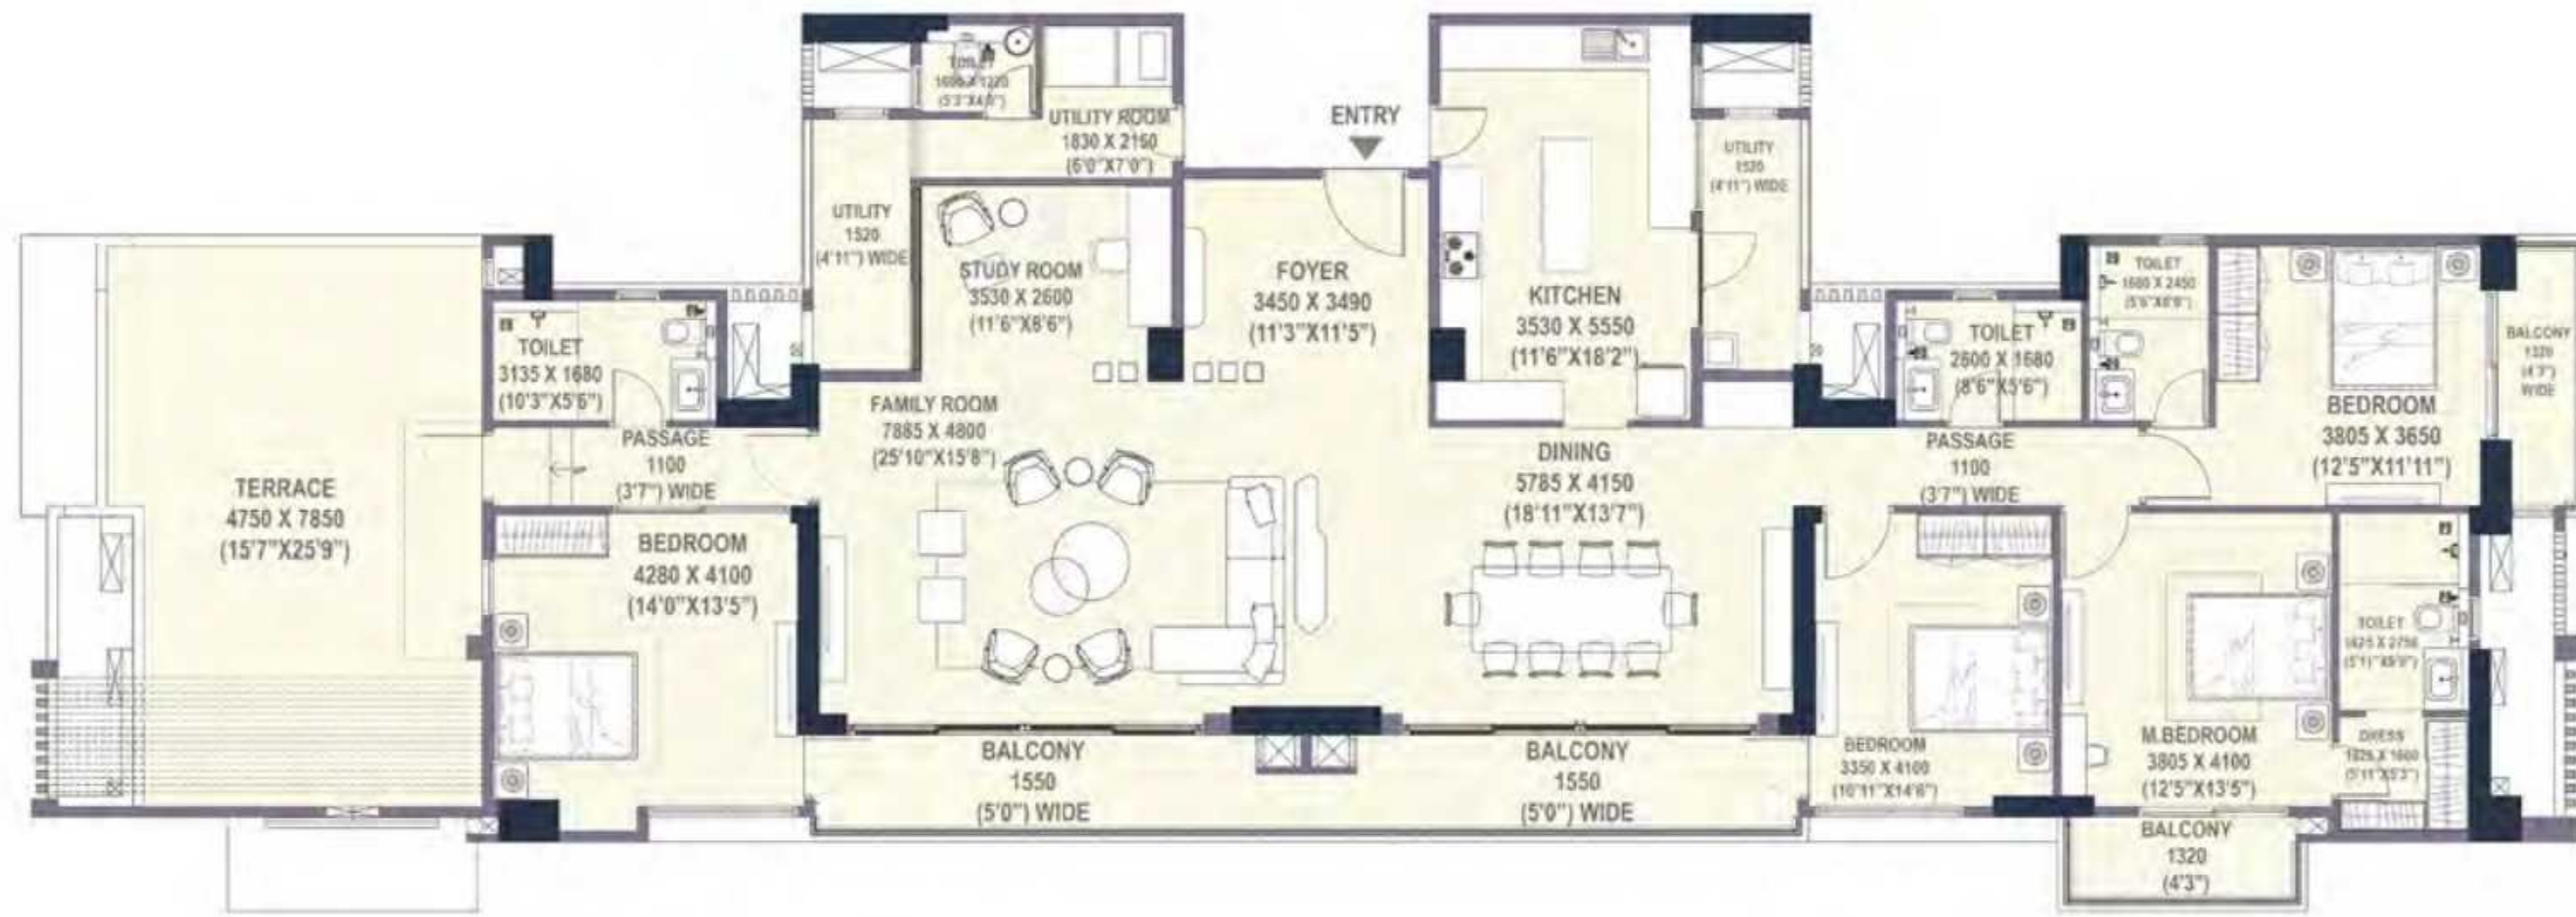 TOILET
1600 X 1220
UTILITY ROOM
1830 X 2150
(6'0"X7'0")
ENTRY
UTILITY
1520
(4'11") WIDE
STUDY ROOM
3530 X 2600
(11'6"X8'6")
FOYER
3450 X 3490
(11'3"X11'5")
KITCHEN
3530 X 5550
(11'6"X18'2")
UTILITY
1520
(4'11") WIDE
TOILET
3135 X 1680
(10'3"X5'6")
PASSAGE
1100
(3'7") WIDE
FAMILY ROOM
7885 X 4800
(25'10"X15'8")
DINING
5785 X 4150
(18'11"X13'7")
TOILET
2600 X 1680
(8'6"X5'6")
TOILET
1680 X 2450
BEDROOM
3805 X 3650
(12'5"X11'11")
BALCONY
1320
WIDE
PASSAGE
1100
(3'7") WIDE
TERRACE
4750 X 7850
(15'7"X25'9")
BEDROOM
4280 X 4100
(14'0"X13'5")
BALCONY
1550
(5'0") WIDE
BALCONY
1550
(5'0") WIDE
BEDROOM
3350 X 4100
(10'11"X14'6")
M.BEDROOM
3805 X 4100
(12'5"X13'5")
TOILET
DRESS
BALCONY
1320
(4'3")